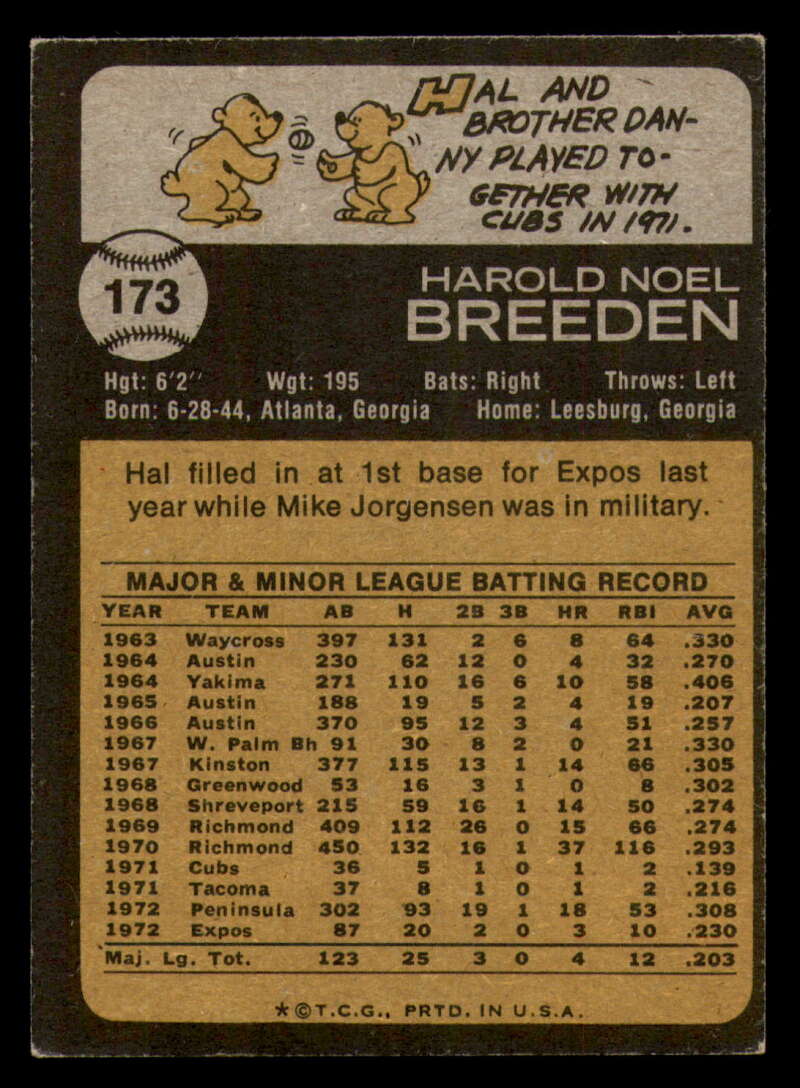 HAL AND
BROTHER DAN-
NY PLAYED TO-
GETHER WITH
CUBS IN 1971.
173
HAROLD NOEL
BREEDEN
Hgt: 6'2" Wgt: 195 Bats: Right Throws: Left
Born: 6-28-44, Atlanta, Georgia Home: Leesburg, Georgia
Hal filled in at 1st base for Expos last
year while Mike Jorgensen was in military.
MAJOR & MINOR LEAGUE BATTING RECORD
YEAR TEAM AB H 2B 3B HR RBI AVG
1963 Waycross 397 131 2 6 8 64 .330
1964 Austin 230 62 12 0 4 32 .270
1964 Yakima 271 110 16 6 10 58 .406
1965 Austin 188 19 5 2 4 19 .207
1966 Austin 370 95 12 3 4 51 .257
1967 W. Palm Bh 91 30 8 2 0 21 .330
1967 Kinston 377 115 13 1 14 66 .305
1968 Greenwood 53 16 3 1 0 8 .302
1968 Shreveport 215 59 16 1 14 50 .274
1969 Richmond 409 112 26 0 15 66 .274
1970 Richmond 450 132 16 1 37 116 .293
1971 Cubs 36 5 1 0 1 2 .139
1971 Tacoma 37 8 1 0 1 2 .216
1972 Peninsula 302 93 19 1 18 53 .308
1972 Expos 87 20 2 0 3 10 .230
Maj. Lg. Tot. 123 25 3 0 4 12 .203
*©T.C.G., PRTD. IN U.S.A.